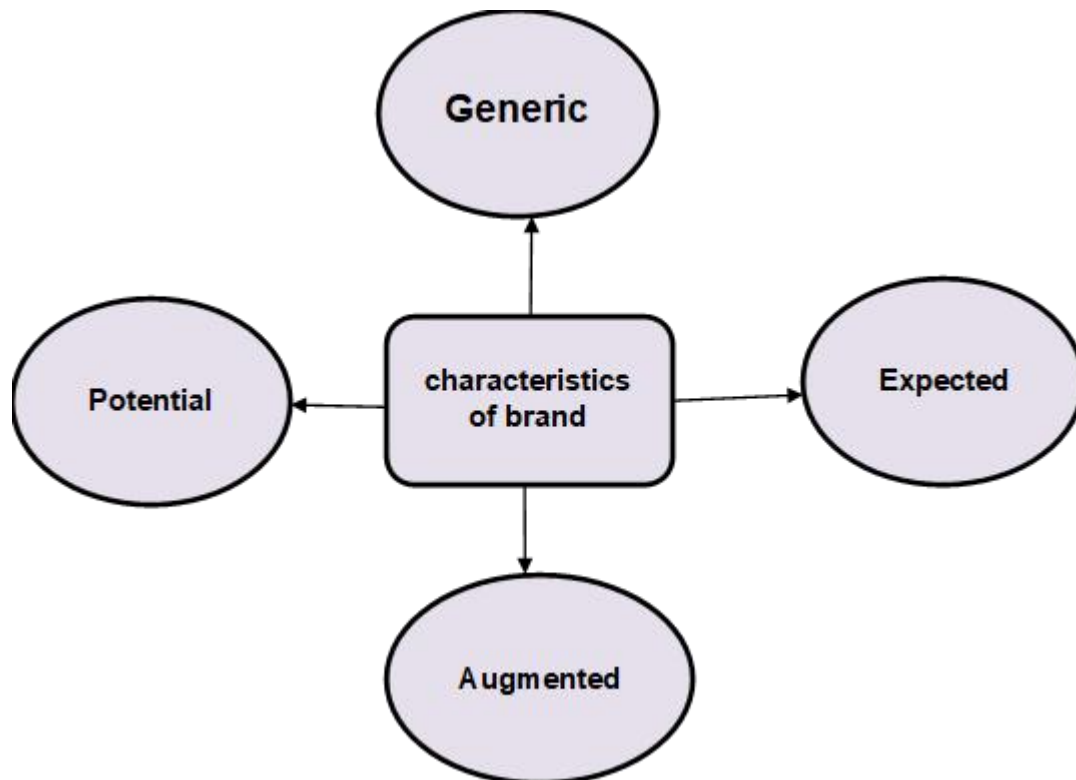 Generic
Potential
characteristics
of brand
Expected
Augmented